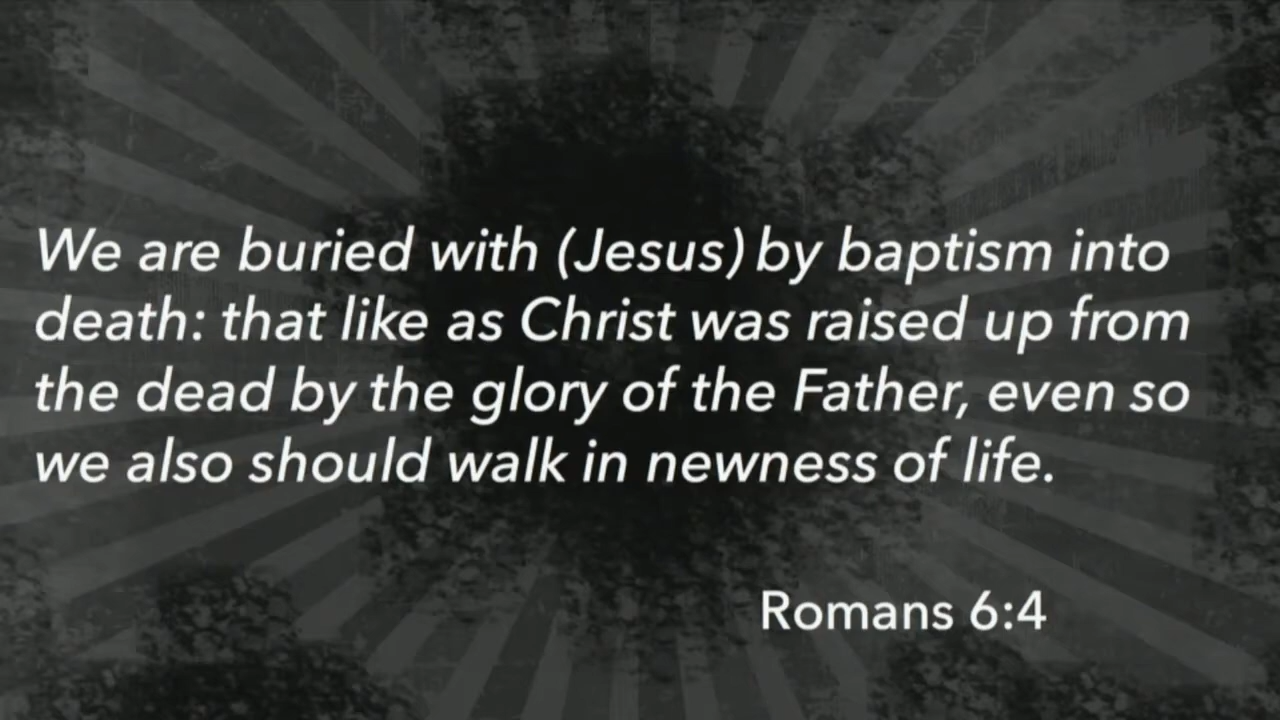 We are buried with (Jesus) by baptism into
death: that like as Christ was raised up from
the dead by the glory of the Father, even so
we also should walk in newness of life.
Romans 6:4